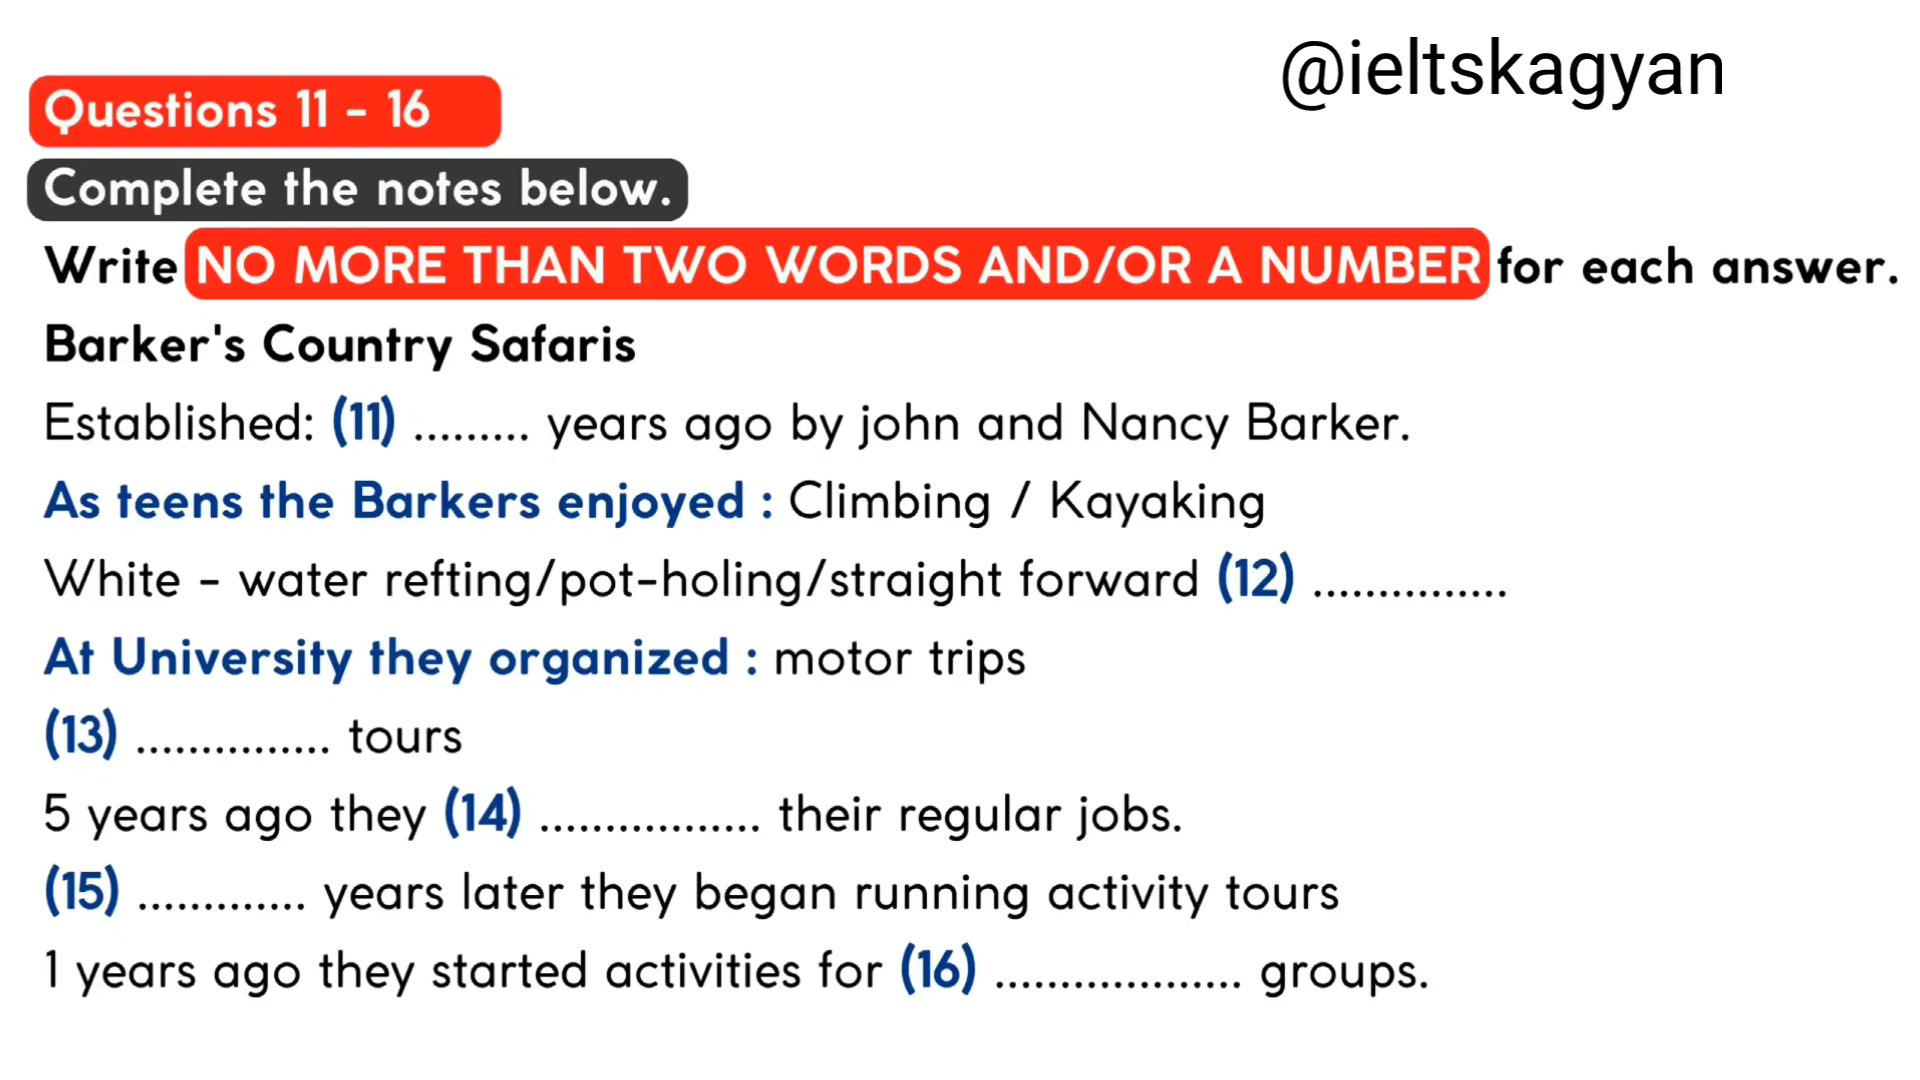 @ieltskagyan
Questions 11 - 16
Complete the notes below.
Write NO MORE THAN TWO WORDS AND/OR A NUMBER for each answer.
Barker's Country Safaris
Established: (11) ......... years ago by john and Nancy Barker.
As teens the Barkers enjoyed : Climbing / Kayaking
White - water refting/pot-holing/straight forward (12) ...............
At University they organized : motor trips
(13) ............... tours
5 years ago they (14) ................. their regular jobs.
(15) ............. years later they began running activity tours
1 years ago they started activities for (16) ................... groups.